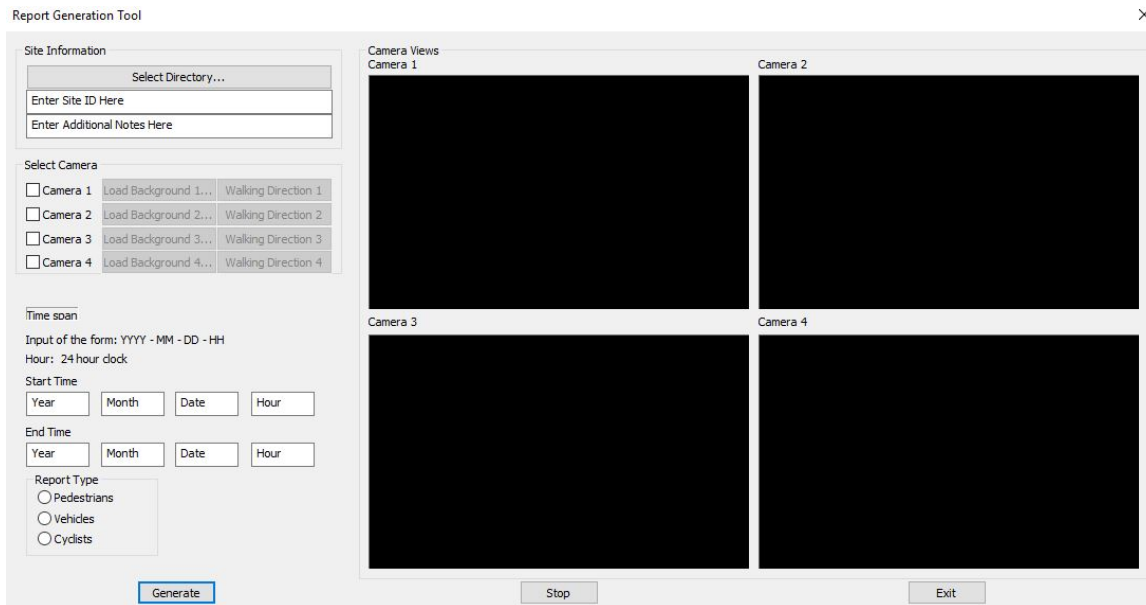 Report Generation Tool
Site Information
Select Directory...
Enter Site ID Here
Enter Additional Notes Here
Select Camera
Camera 1 Load Background 1... Walking Direction 1
Camera 2 Load Background 2... Walking Direction 2
Camera 3 Load Background 3... Walking Direction 3
Camera 4 Load Background 4... Walking Direction 4
Time span
Input of the form: YYYY - MM - DD - HH
Hour: 24 hour clock
Start Time
Year Month Date Hour
End Time
Year Month Date Hour
Report Type
Pedestrians
Vehicles
Cyclists
Camera Views
Camera 1 Camera 2
Camera 3 Camera 4
Generate Stop Exit